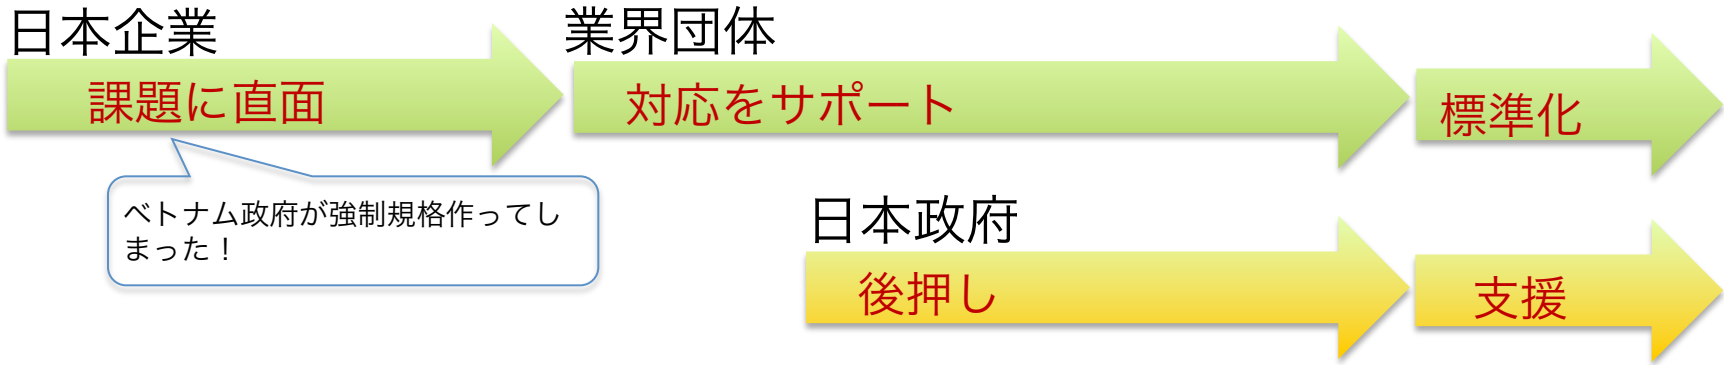 日本企業
業界団体
課題に直面
対応をサポート
標準化
ベトナム政府が強制規格作ってし
まった！
日本政府
後押し
支援